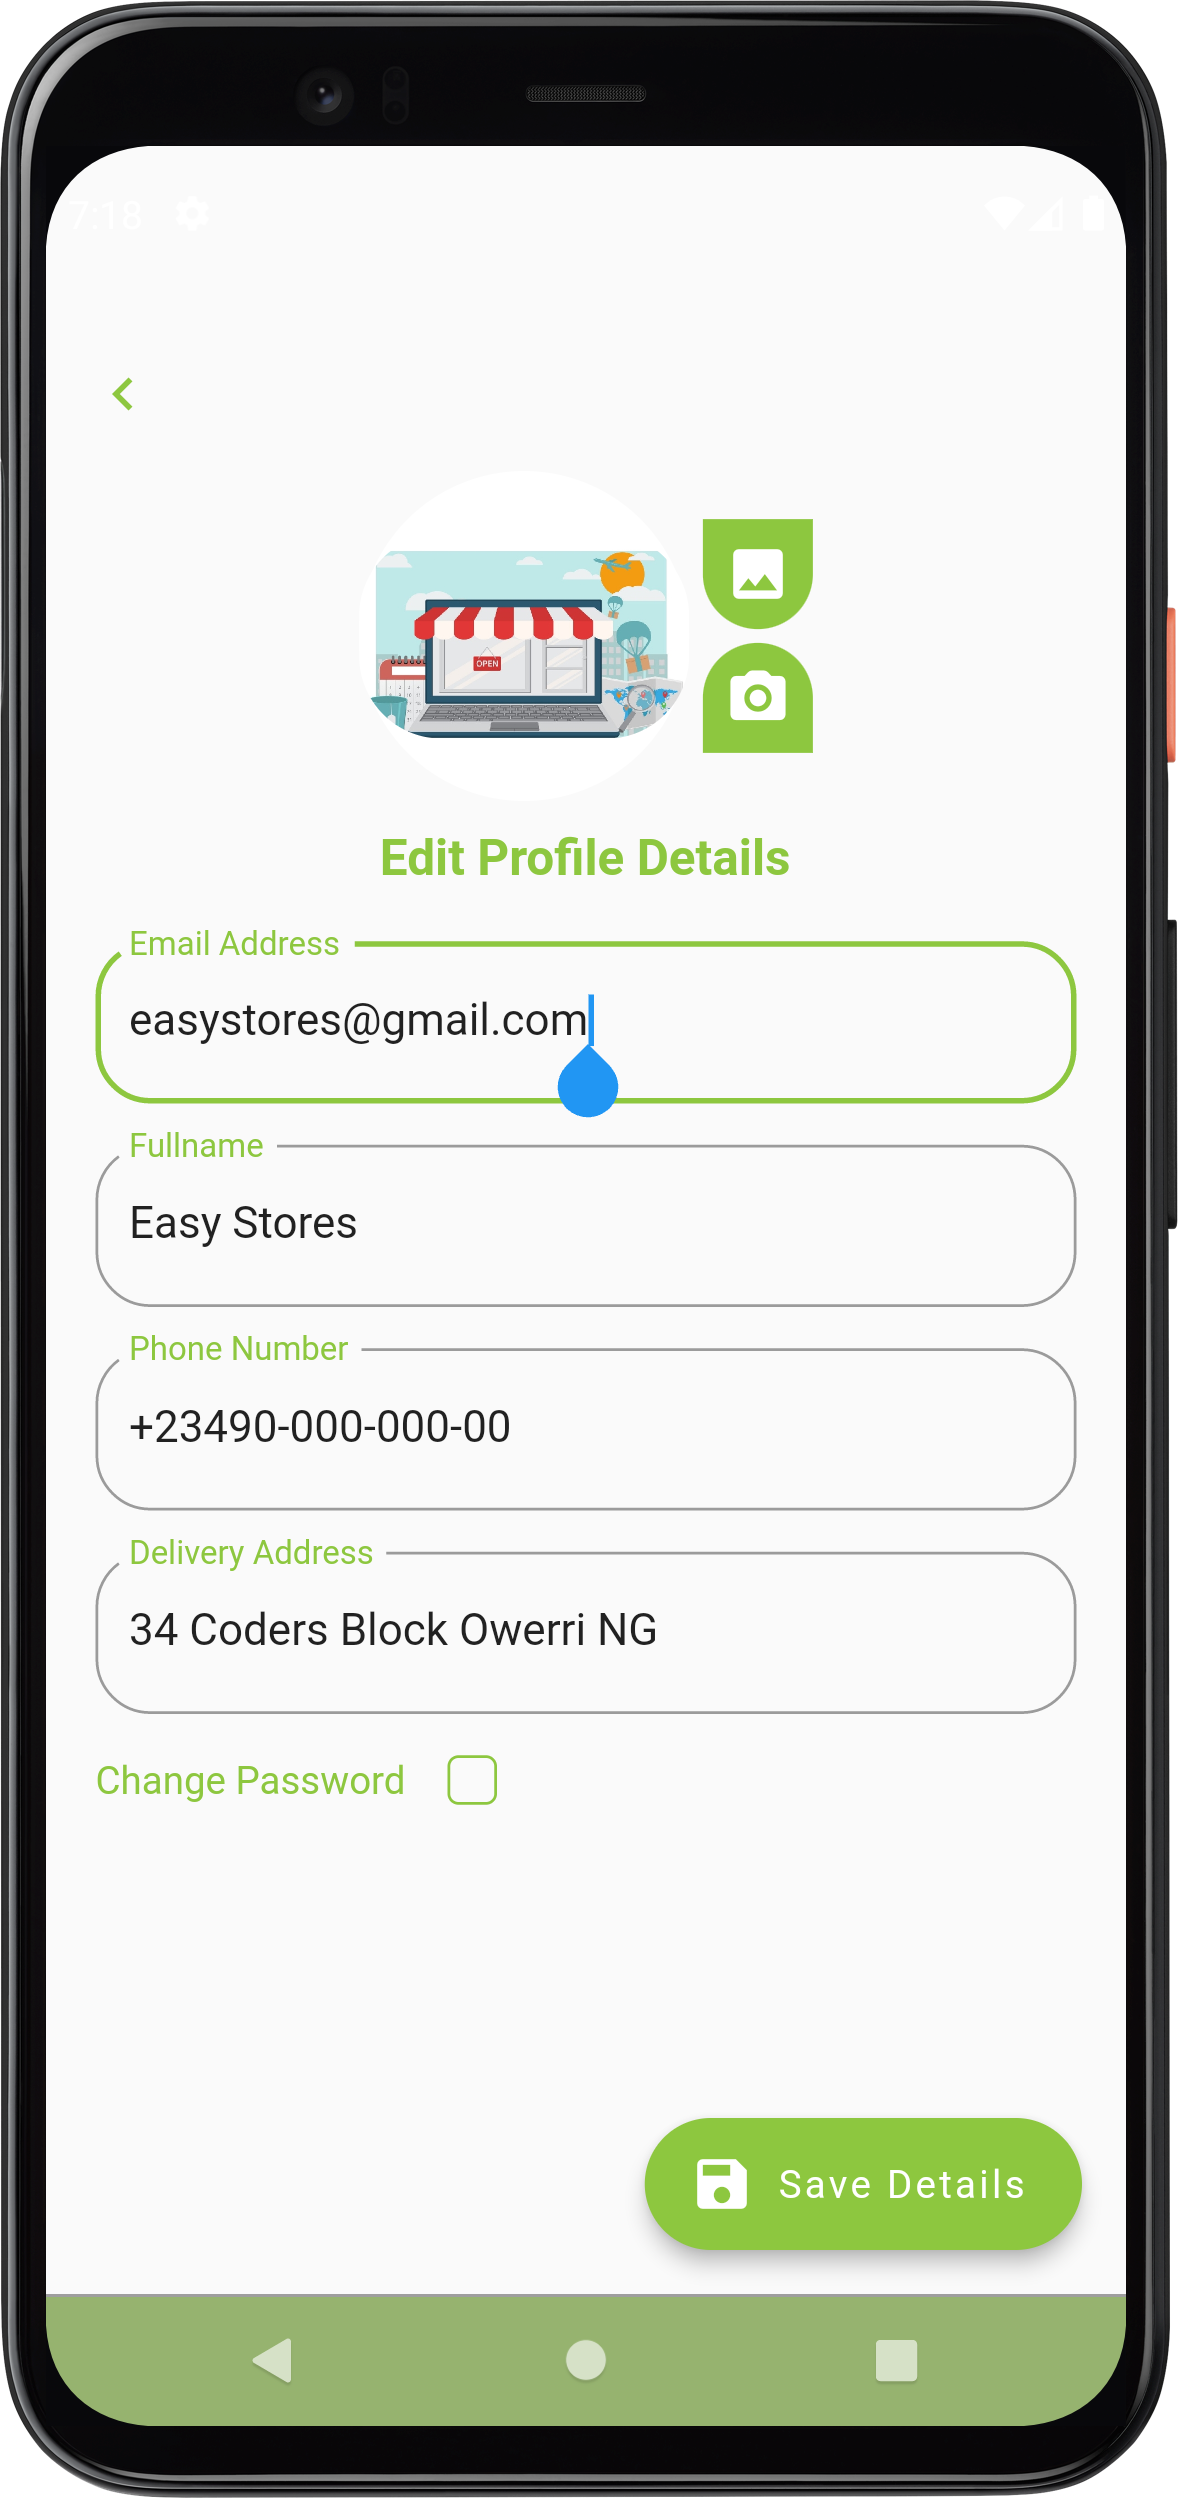 7:18
OPEN
Edit Profile Details
Email Address
easystores@gmail.com
Fullname
Easy Stores
Phone Number
+23490-000-000-00
Delivery Address
34 Coders Block Owerri NG
Change Password
Save Details